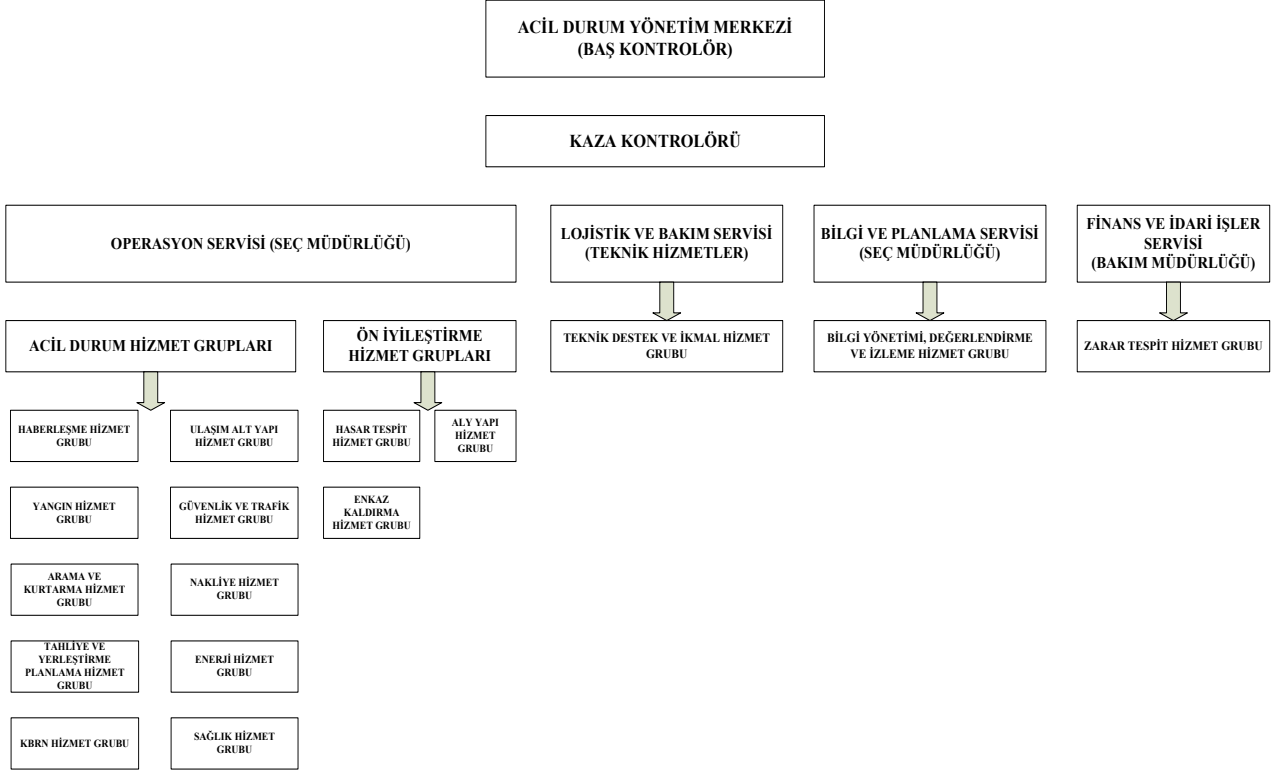 ACİL DURUM YÖNETİM MERKEZİ
(BAŞ KONTROLÖR)
KAZA KONTROLÖRÜ
OPERASYON SERVİSİ (SEÇ MÜDÜRLÜĞÜ)
LOJİSTİK VE BAKIM SERVİSİ
(TEKNİK HİZMETLER)
BİLGİ VE PLANLAMA SERVİSİ
(SEÇ MÜDÜRLÜĞÜ)
FİNANS VE İDARİ İŞLER
SERVİSİ
(BAKIM MÜDÜRLÜĞÜ)
ACİL DURUM HİZMET GRUPLARI
ÖN İYİLEŞTİRME
HİZMET GRUPLARI
TEKNİK DESTEK VE İKMAL HİZMET
GRUBU
BİLGİ YÖNETİMİ, DEĞERLENDİRME
VE İZLEME HİZMET GRUBU
ZARAR TESPİT HİZMET GRUBU
HABERLEŞME HİZMET
GRUBU
ULAŞIM ALT YAPI
HİZMET GRUBU
HASAR TESPİT
HİZMET GRUBU
ALY YAPI
HİZMET
GRUBU
YANGIN HİZMET
GRUBU
GÜVENLİK VE TRAFİK
HİZMET GRUBU
ENKAZ
KALDIRMA
HİZMET GRUBU
ARAMA VE
KURTARMA HİZMET
GRUBU
NAKLİYE HİZMET
GRUBU
TAHLİYE VE
YERLEŞTİRME
PLANLAMA HİZMET
GRUBU
ENERJİ HİZMET
GRUBU
KBRN HİZMET GRUBU
SAĞLIK HİZMET
GRUBU